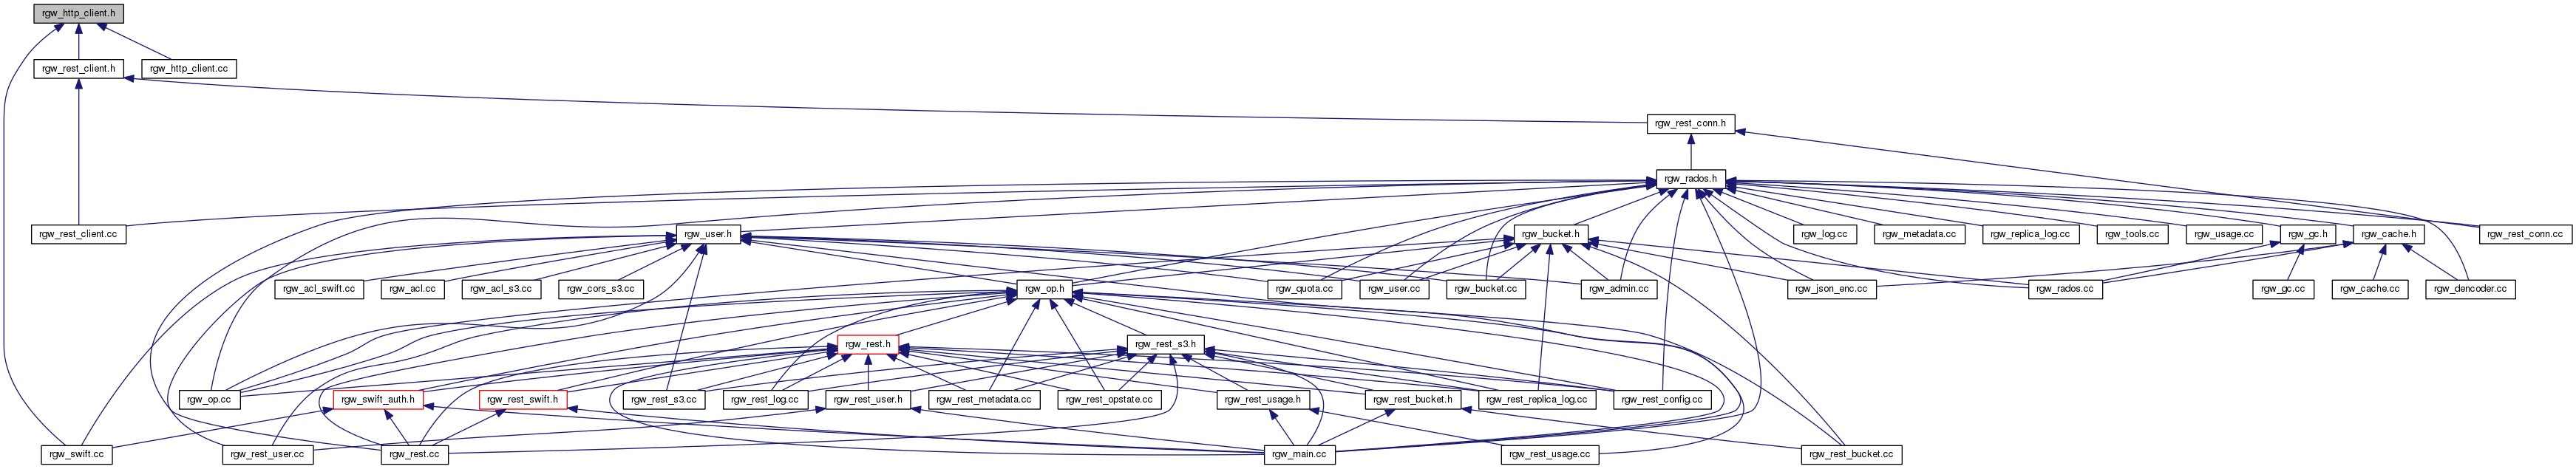 rgw_http_client.h
rgw_rest_client.h
rgw_http_client.cc
rgw_rest_conn.h
rgw_rados.h
rgw_rest_client.cc
rgw_user.h
rgw_bucket.h
rgw_log.cc
rgw_metadata.cc
rgw_replica_log.cc
rgw_tools.cc
rgw_usage.cc
rgw_gc.h
rgw_cache.h
rgw_rest_conn.cc
rgw_acl_swift.cc
rgw_acl.cc
rgw_acl_s3.cc
rgw_cors_s3.cc
rgw_op.h
rgw_quota.cc
rgw_user.cc
rgw_bucket.cc
rgw_admin.cc
rgw_json_enc.cc
rgw_rados.cc
rgw_gc.cc
rgw_cache.cc
rgw_dencoder.cc
rgw_rest.h
rgw_rest_s3.h
rgw_op.cc
rgw_swift_auth.h
rgw_rest_swift.h
rgw_rest_s3.cc
rgw_rest_log.cc
rgw_rest_user.h
rgw_rest_metadata.cc
rgw_rest_opstate.cc
rgw_rest_usage.h
rgw_rest_bucket.h
rgw_rest_replica_log.cc
rgw_rest_config.cc
rgw_swift.cc
rgw_rest_user.cc
rgw_rest.cc
rgw_main.cc
rgw_rest_usage.cc
rgw_rest_bucket.cc